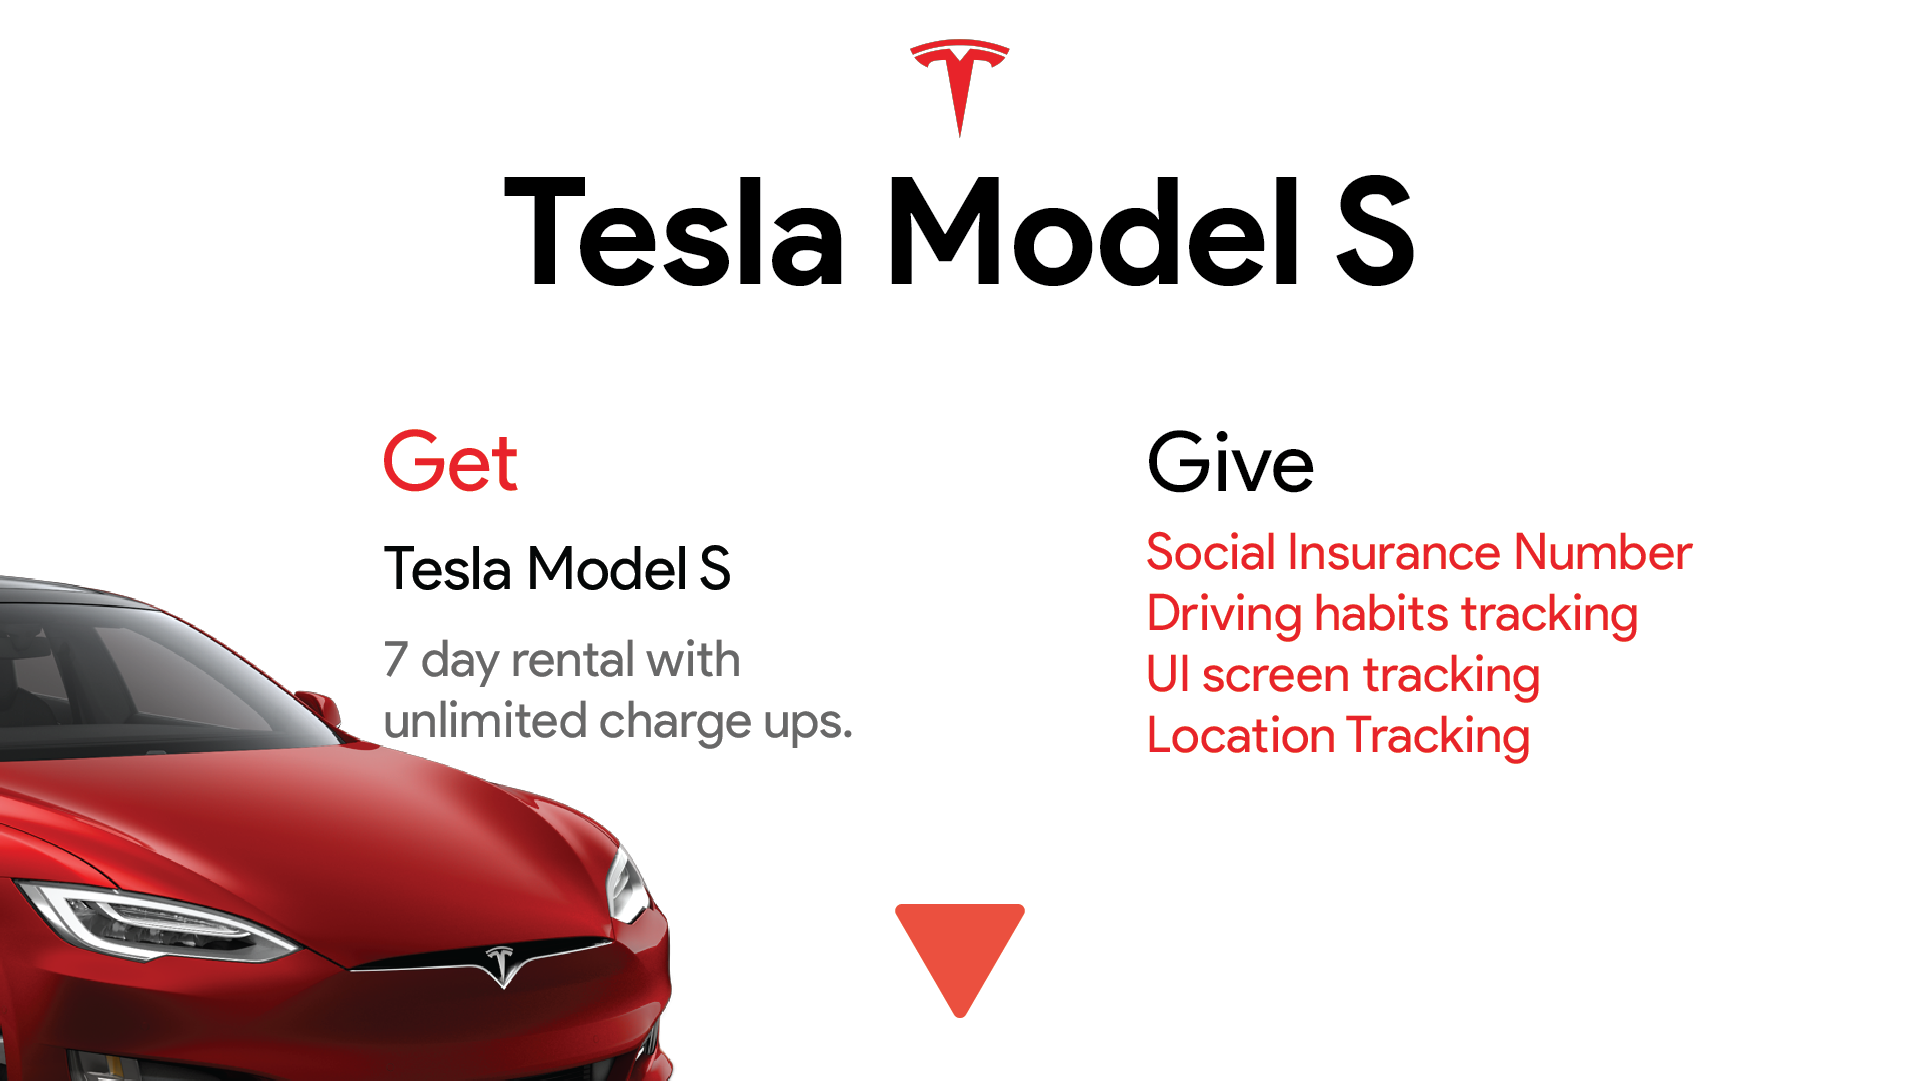 Tesla Model S
Get
Tesla Model S
7 day rental with
unlimited charge ups.
Give
Social Insurance Number
Driving habits tracking
UI screen tracking
Location Tracking